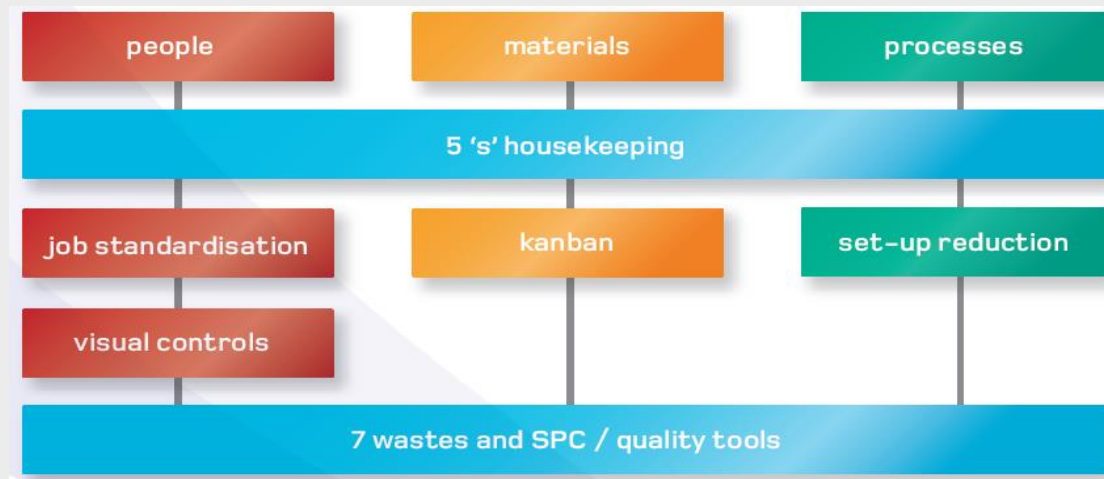 people
materials
processes
5 ‘s’ housekeeping
job standardisation
kanban
set-up reduction
visual controls
7 wastes and SPC / quality tools